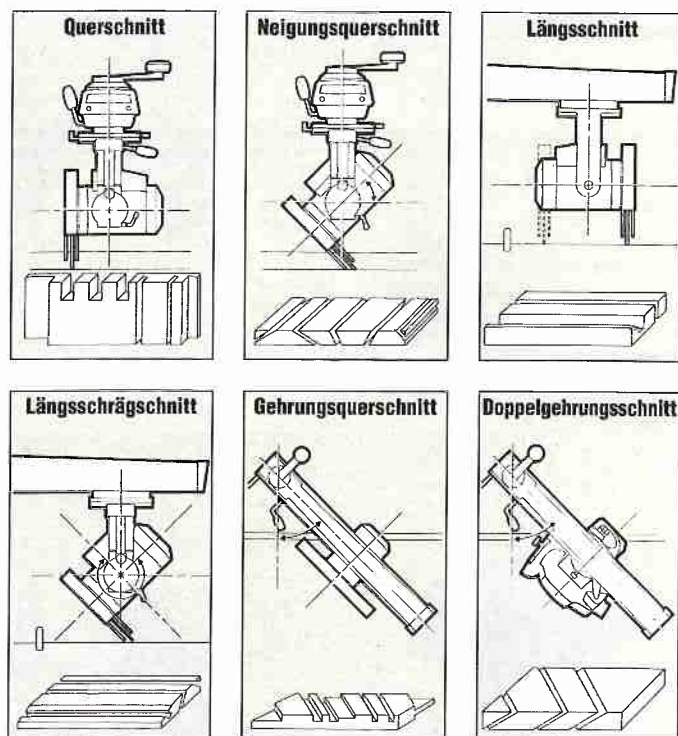 Querschnitt
Neigungsquerschnitt
Längsschnitt
Längsschrägschnitt
Gehrungsquerschnitt
Doppelgehrungsschnitt